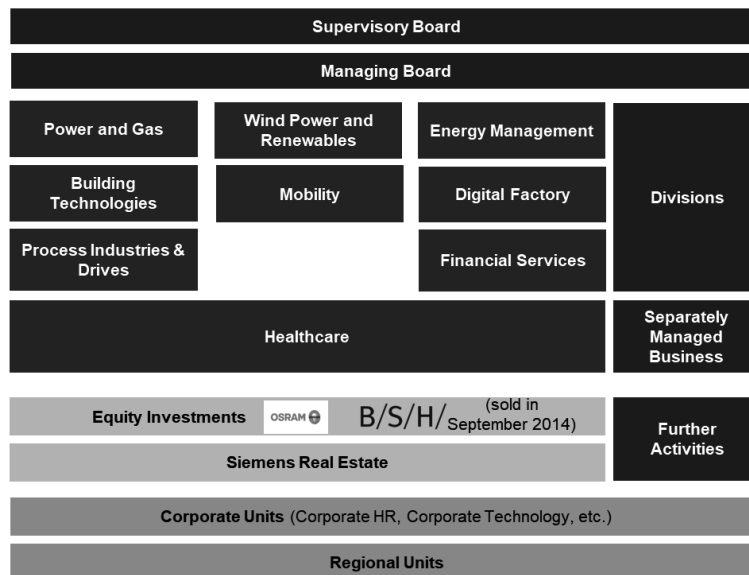 Supervisory Board
Managing Board
Power and Gas
Wind Power and
Renewables
Energy Management
Building
Technologies
Mobility
Digital Factory
Divisions
Process Industries &
Drives
Financial Services
Healthcare
Separately
Managed
Business
Equity Investments
OSRAM
B/S/H/
(sold in
September 2014)
Further
Activities
Siemens Real Estate
Corporate Units (Corporate HR, Corporate Technology, etc.)
Regional Units